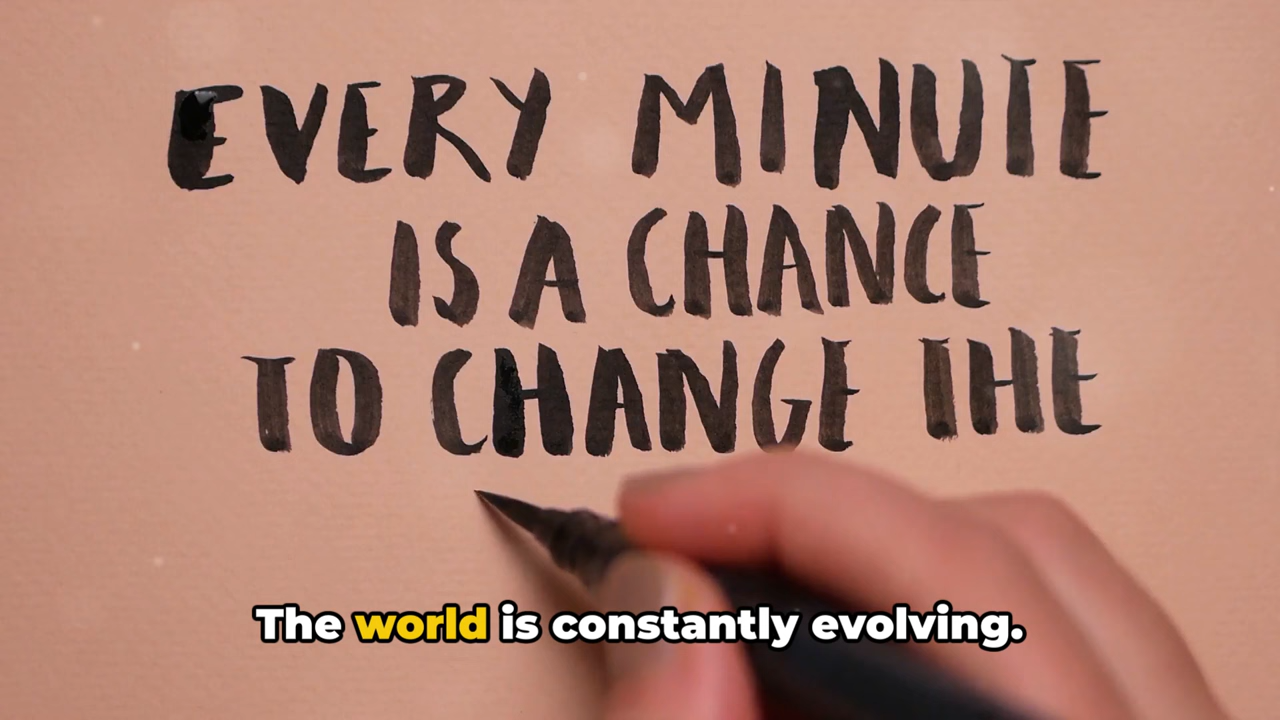 EVERY MINUTE
IS A CHANCE
TO CHANGE THE
The world is constantly evolving.